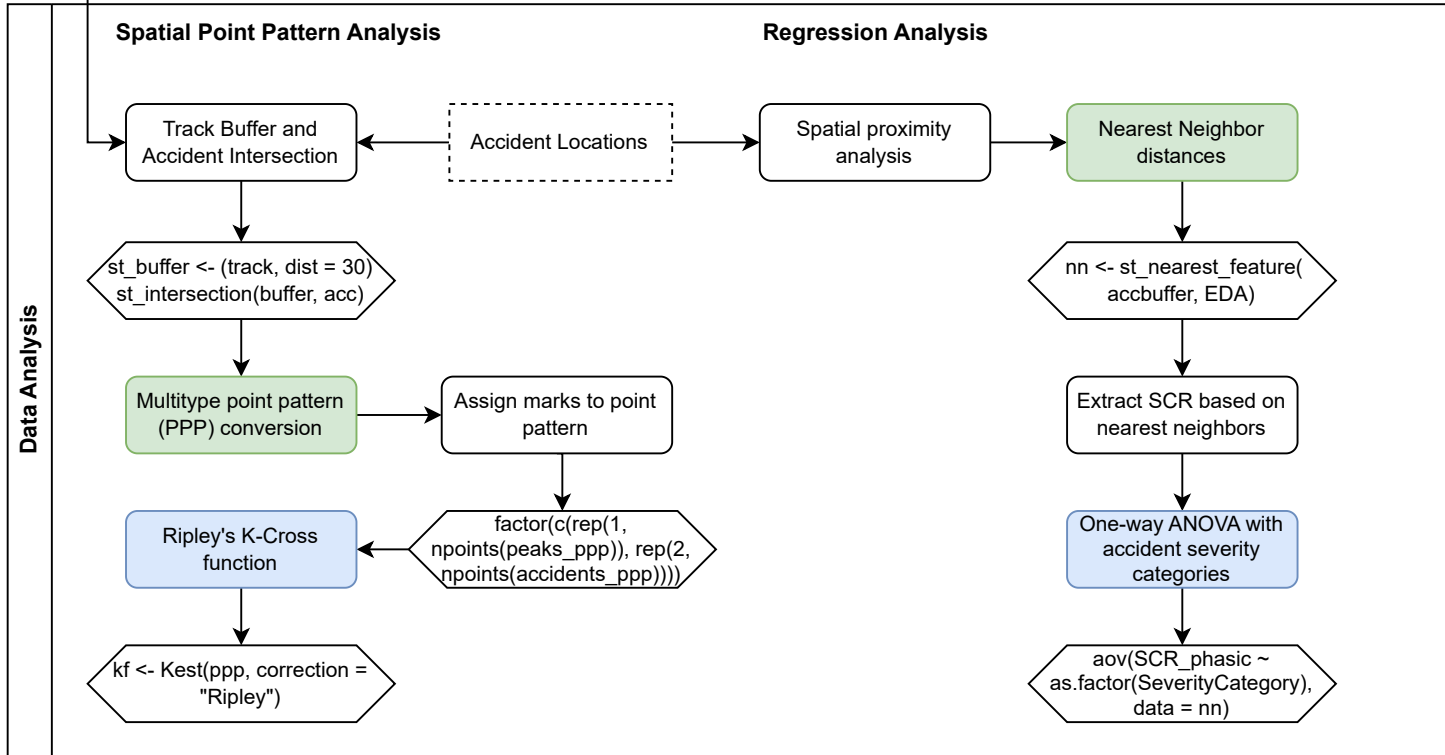 Spatial Point Pattern Analysis
Regression Analysis
Data Analysis
Track Buffer and
Accident Intersection
Accident Locations
Spatial proximity
analysis
Nearest Neighbor
distances
st_buffer <- (track, dist = 30)
st_intersection(buffer, acc)
nn <- st_nearest_feature(
accbuffer, EDA)
Multitype point pattern
(PPP) conversion
Assign marks to point
pattern
Extract SCR based on
nearest neighbors
Ripley's K-Cross
function
factor(c(rep(1,
npoints(peaks_ppp)), rep(2,
npoints(accidents_ppp))))
One-way ANOVA with
accident severity
categories
kf <- Kest(ppp, correction =
"Ripley")
aov(SCR_phasic ~
as.factor(SeverityCategory),
data = nn)